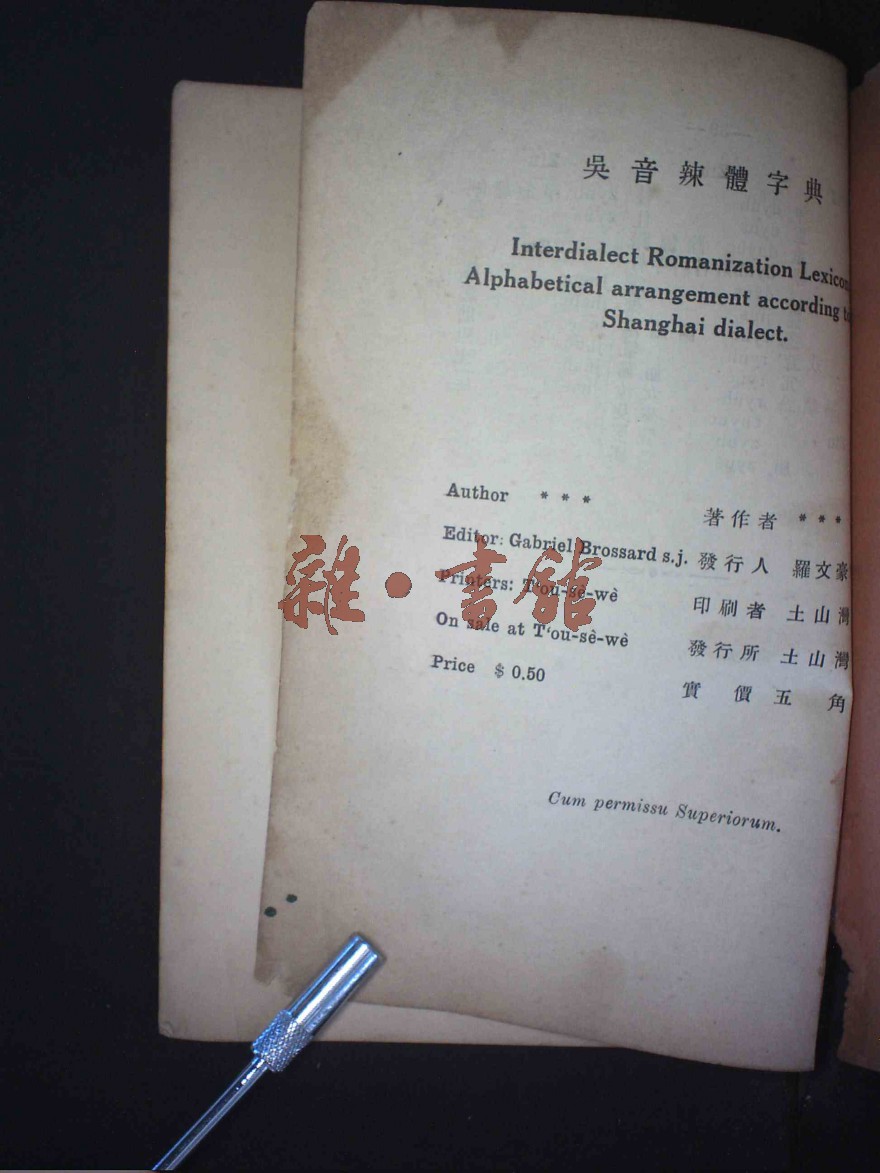 吳音辣體字典
Interdialect Romanization Lexicon
Alphabetical arrangement according to
Shanghai dialect.
Author * * *
著作者 * * *
Editor: Gabriel Brossard s.j.
發行人 羅文豪
Printers: T‘ou-sè-wè
印刷者 土山灣
On sale at T‘ou-sè-wè
發行所 土山灣
Price $ 0.50
實價五角
Cum permissu Superiorum.
雜·書館